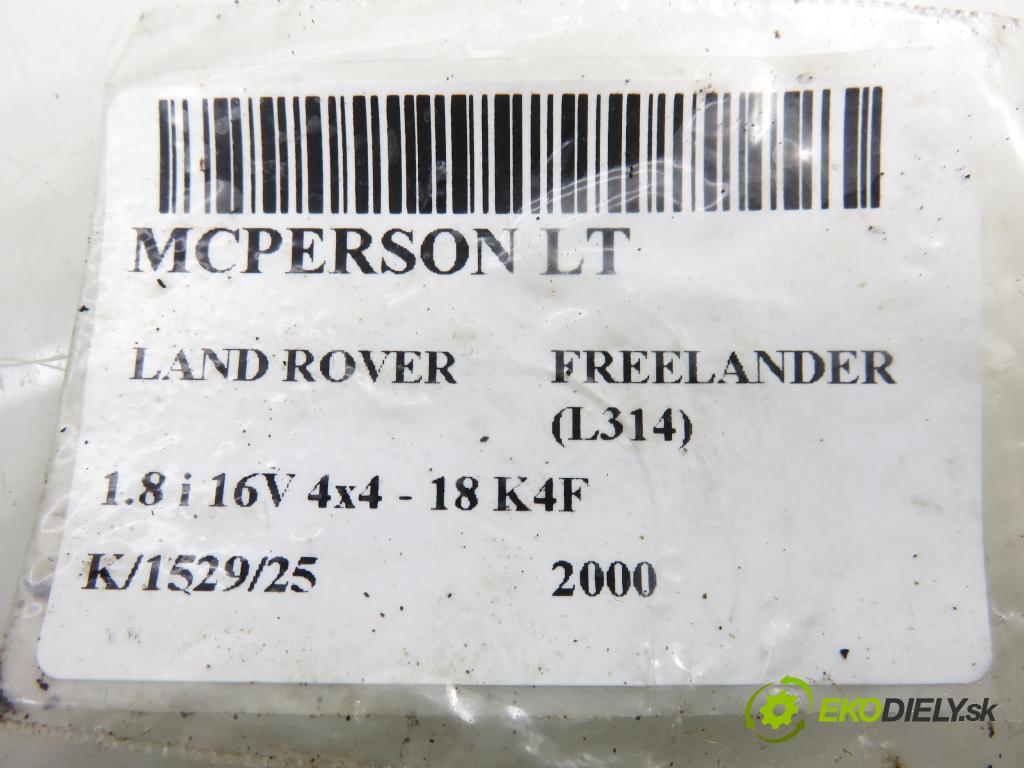 MCPERSON LT
LAND ROVER FREELANDER
(L314)
1.8 i 16V 4x4 - 18 K4F
K/1529/25 2000
EKODIELY.sk